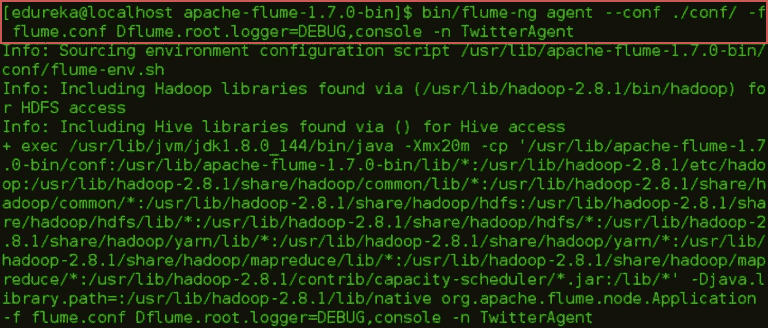 [edureka@localhost apache-flume-1.7.0-bin]$ bin/flume-ng agent --conf ./conf/ -f
 flume.conf Dflume.root.logger=DEBUG,console -n TwitterAgent
Info: Sourcing environment configuration script /usr/lib/apache-flume-1.7.0-bin/
conf/flume-env.sh
Info: Including Hadoop libraries found via (/usr/lib/hadoop-2.8.1/bin/hadoop) fo
r HDFS access
Info: Including Hive libraries found via () for Hive access
+ exec /usr/lib/jvm/jdk1.8.0_144/bin/java -Xmx20m -cp '/usr/lib/apache-flume-1.7
.0-bin/conf:/usr/lib/apache-flume-1.7.0-bin/lib/*:/usr/lib/hadoop-2.8.1/etc/hado
op:/usr/lib/hadoop-2.8.1/share/hadoop/common/lib/*:/usr/lib/hadoop-2.8.1/share/h
adoop/common/*:/usr/lib/hadoop-2.8.1/share/hadoop/hdfs:/usr/lib/hadoop-2.8.1/sha
re/hadoop/hdfs/lib/*:/usr/lib/hadoop-2.8.1/share/hadoop/hdfs/*:/usr/lib/hadoop-2
.8.1/share/hadoop/yarn/lib/*:/usr/lib/hadoop-2.8.1/share/hadoop/yarn/*:/usr/lib/
hadoop-2.8.1/share/hadoop/mapreduce/lib/*:/usr/lib/hadoop-2.8.1/share/hadoop/map
reduce/*:/usr/lib/hadoop-2.8.1/contrib/capacity-scheduler/*.jar:/lib/*' -Djava.l
ibrary.path=:/usr/lib/hadoop-2.8.1/lib/native org.apache.flume.node.Application
-f flume.conf Dflume.root.logger=DEBUG,console -n TwitterAgent